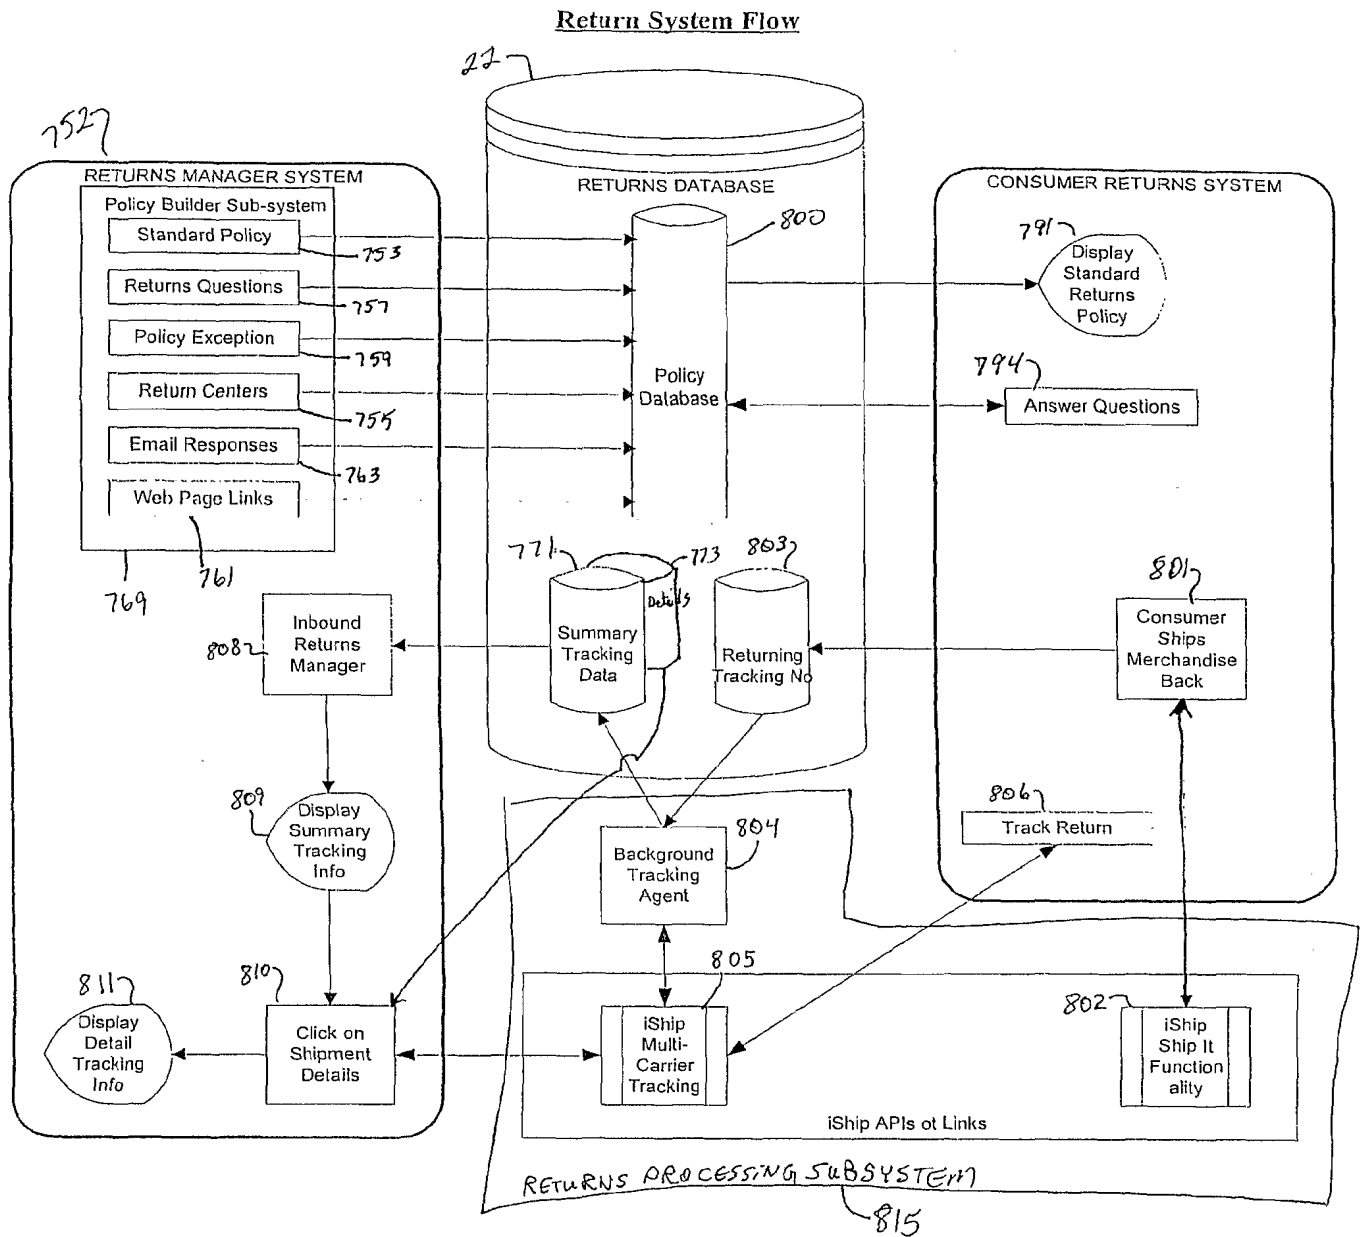 Return System Flow
22
752
RETURNS MANAGER SYSTEM
Policy Builder Sub-system
Standard Policy
753
Returns Questions
757
Policy Exception
759
Return Centers
755
Email Responses
763
Web Page Links
761
769
RETURNS DATABASE
800
Policy
Database
CONSUMER RETURNS SYSTEM
791
Display
Standard
Returns
Policy
794
Answer Questions
771
773
Details
803
Summary
Tracking
Data
Returning
Tracking No
801
Consumer
Ships
Merchandise
Back
808
Inbound
Returns
Manager
809
Display
Summary
Tracking
Info
804
Background
Tracking
Agent
806
Track Return
810
Click on
Shipment
Details
811
Display
Detail
Tracking
Info
805
iShip
Multi-
Carrier
Tracking
802
iShip
Ship It
Function
ality
iShip APIs ot Links
RETURNS PROCESSING SUBSYSTEM
815